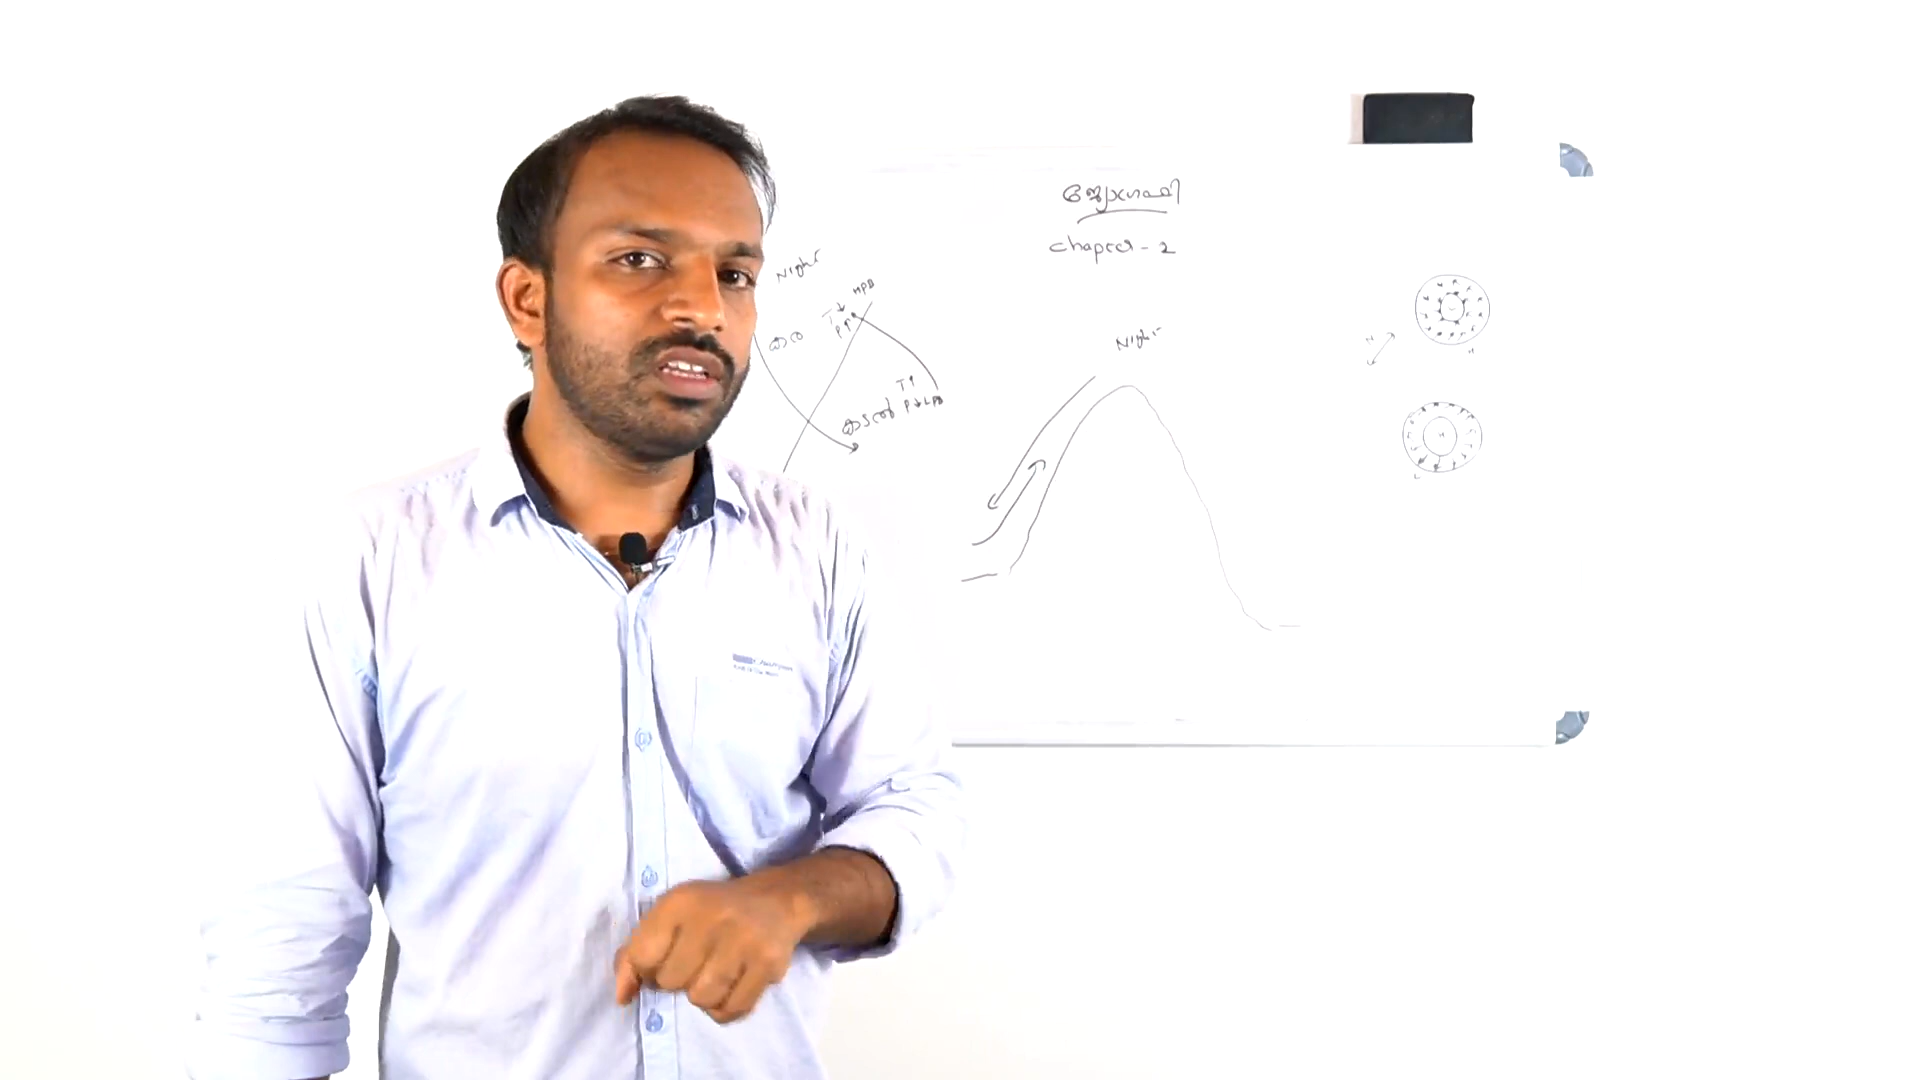 ജ്യോഗ്രഫി
Chapter - 2
Night
HPB
T↓
P↑
കര
T↑
കടൽ P↓ LPB
Night
H
H
H
L